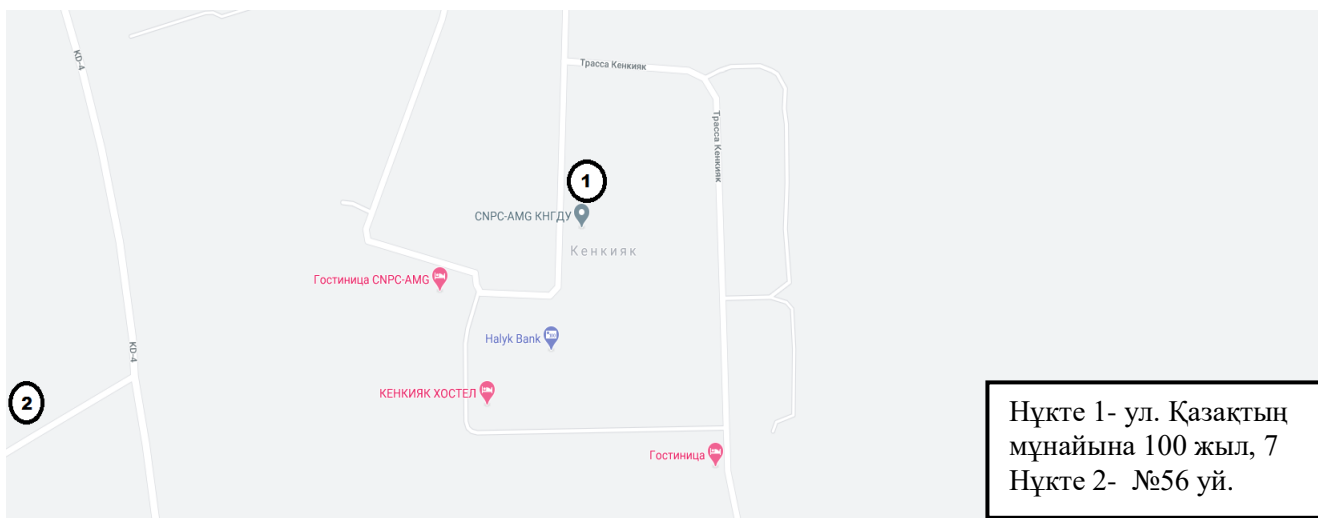 KD-4
Трасса Кенкияк
Трасса Кенкияк
1
CNPC-AMG КНГДУ
Кенкияк
Гостиница CNPC-AMG
Halyk Bank
KD-4
КЕНКИЯК ХОСТЕЛ
2
Гостиница
Нүкте 1- ул. Қазақтың
мұнайына 100 жыл, 7
Нүкте 2- №56 уй.